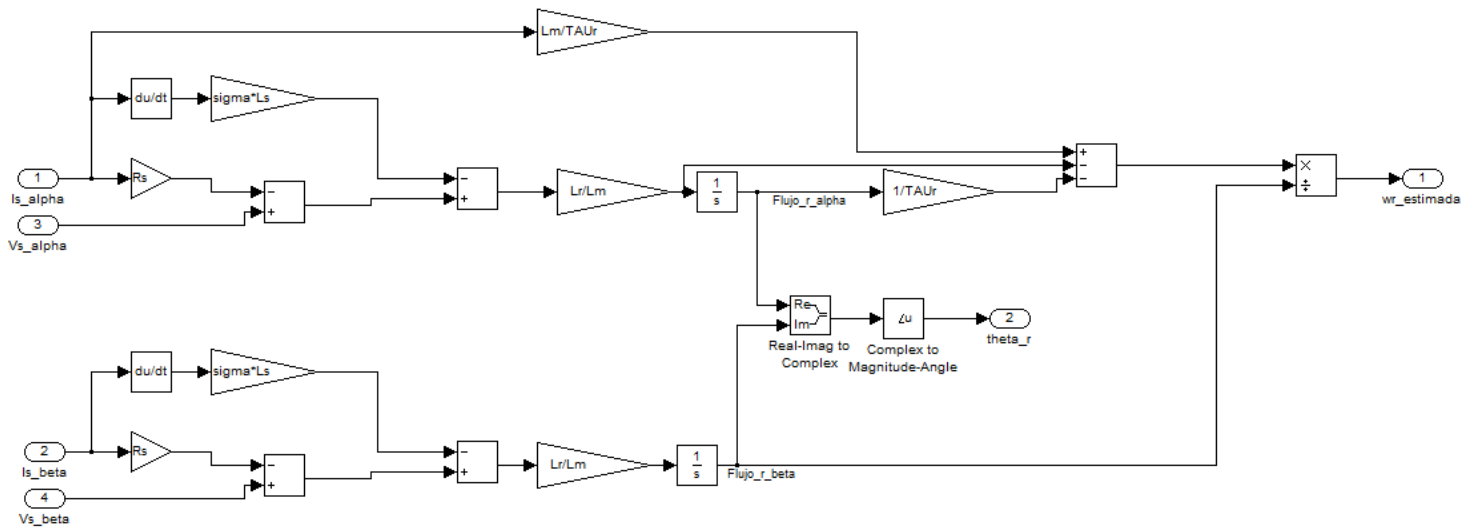 Lm/TAUr
du/dt
sigma*Ls
1
Is_alpha
Rs
-
+
-
+
Lr/Lm
1
s
Flujo_r_alpha
1/TAUr
+
-
-
×
÷
1
wr_estimada
3
Vs_alpha
Re
Im
Real-Imag to
Complex
∠u
Complex to
Magnitude-Angle
2
theta_r
du/dt
sigma*Ls
2
Is_beta
Rs
-
+
-
+
Lr/Lm
1
s
Flujo_r_beta
4
Vs_beta